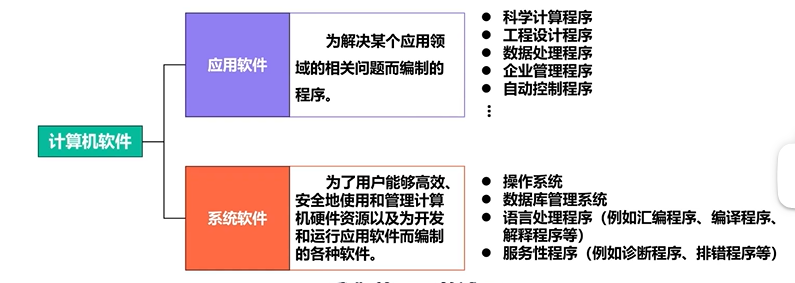 计算机软件
应用软件
为解决某个应用领
域的相关问题而编制的
程序。
● 科学计算程序
● 工程设计程序
● 数据处理程序
● 企业管理程序
● 自动控制程序
⋮
系统软件
为了用户能够高效、
安全地使用和管理计算
机硬件资源以及为开发
和运行应用软件而编制
的各种软件。
● 操作系统
● 数据库管理系统
● 语言处理程序（例如汇编程序、编译程序、
解释程序等）
● 服务性程序（例如诊断程序、排错程序等）